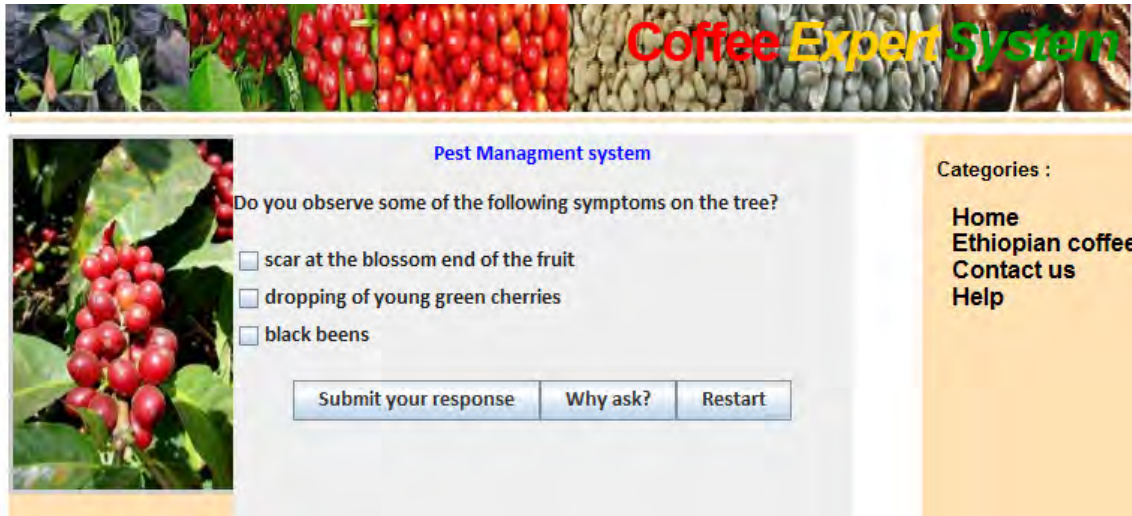 Coffee Expert System
Pest Managment system
Do you observe some of the following symptoms on the tree?
scar at the blossom end of the fruit
dropping of young green cherries
black beens
Submit your response
Why ask?
Restart
Categories :
Home
Ethiopian coffee
Contact us
Help